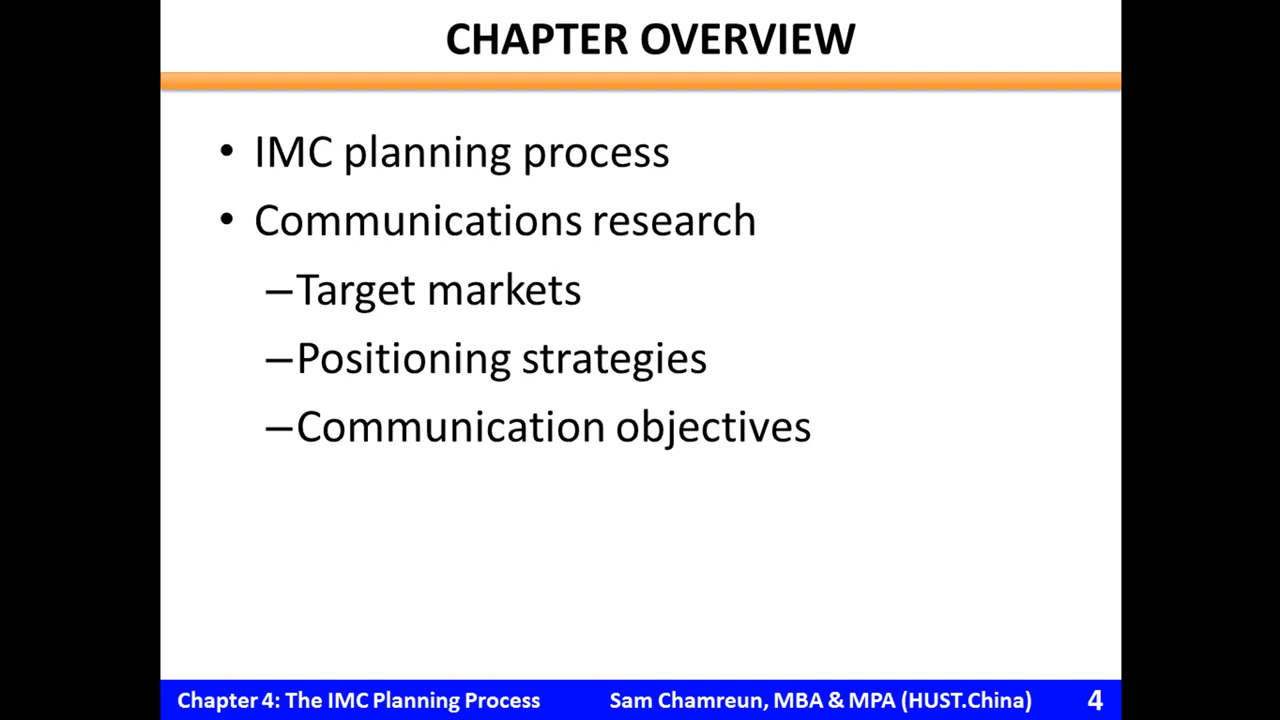 CHAPTER OVERVIEW
• IMC planning process
• Communications research
–Target markets
–Positioning strategies
–Communication objectives
Chapter 4: The IMC Planning Process Sam Chamreun, MBA & MPA (HUST.China) 4